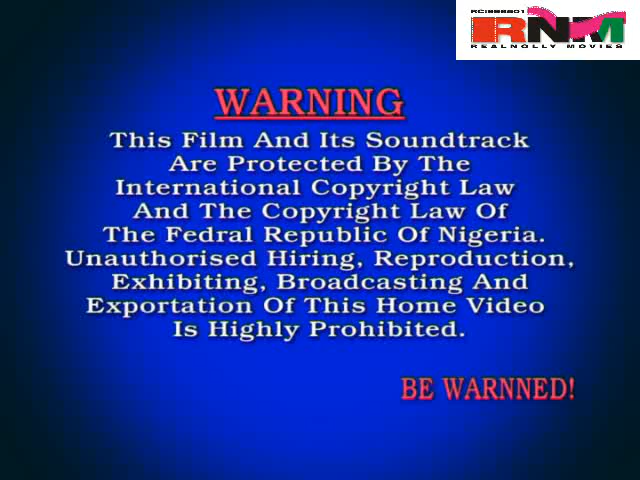 RNM
REALNOLLY MOVIES
WARNING
This Film And Its Soundtrack
Are Protected By The
International Copyright Law
And The Copyright Law Of
The Fedral Republic Of Nigeria.
Unauthorised Hiring, Reproduction,
Exhibiting, Broadcasting And
Exportation Of This Home Video
Is Highly Prohibited.
BE WARNNED!